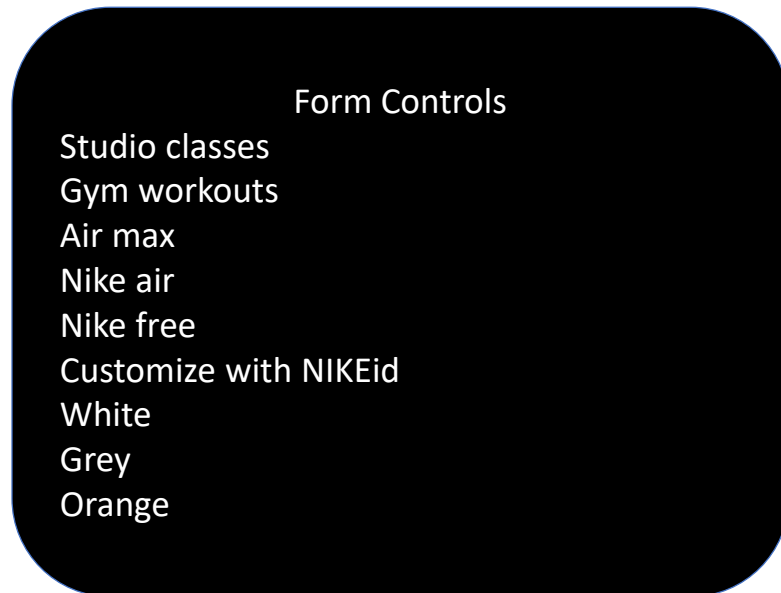 Form Controls
Studio classes
Gym workouts
Air max
Nike air
Nike free
Customize with NIKEid
White
Grey
Orange